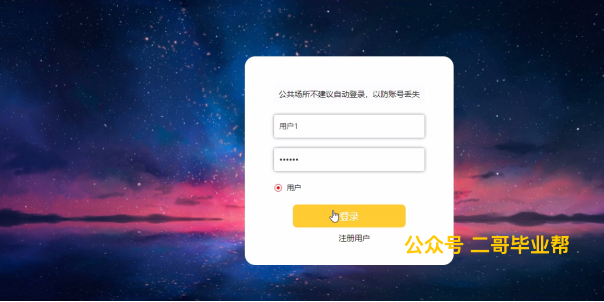 公共场所不建议自动登录，以防账号丢失
用户1
••••••
用户
登录
注册用户
公众号 二哥毕业帮